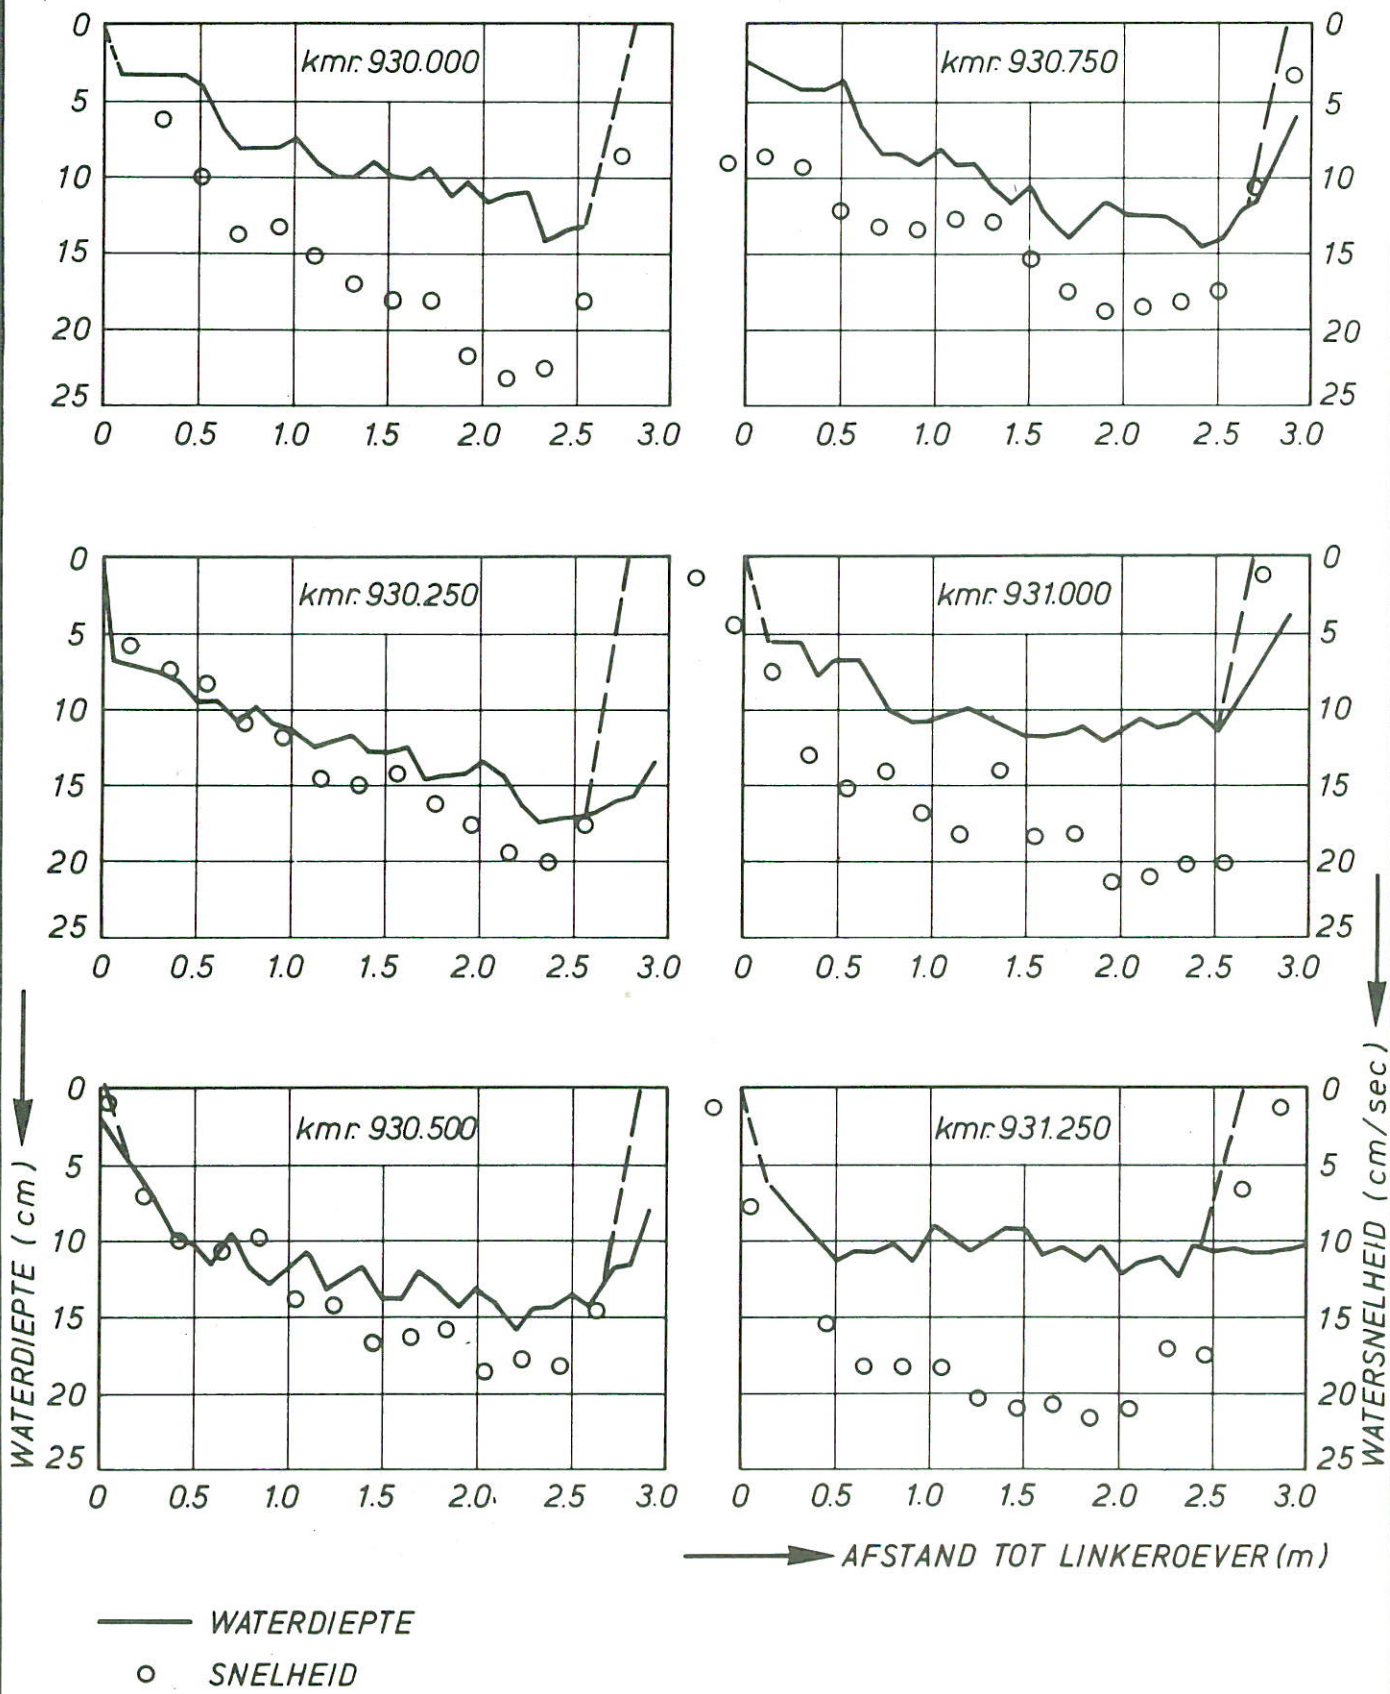 kmr. 930.000
0
5
10
15
20
25
0 0.5 1.0 1.5 2.0 2.5 3.0
kmr. 930.750
0
5
10
15
20
25
0 0.5 1.0 1.5 2.0 2.5 3.0
kmr. 930.250
0
5
10
15
20
25
0 0.5 1.0 1.5 2.0 2.5 3.0
kmr. 931.000
0
5
10
15
20
25
0 0.5 1.0 1.5 2.0 2.5 3.0
kmr. 930.500
0
5
10
15
20
25
0 0.5 1.0 1.5 2.0 2.5 3.0
kmr. 931.250
0
5
10
15
20
25
0 0.5 1.0 1.5 2.0 2.5 3.0
WATERDIEPTE (cm)
WATERSNELHEID (cm/sec)
AFSTAND TOT LINKEROEVER (m)
WATERDIEPTE
SNELHEID